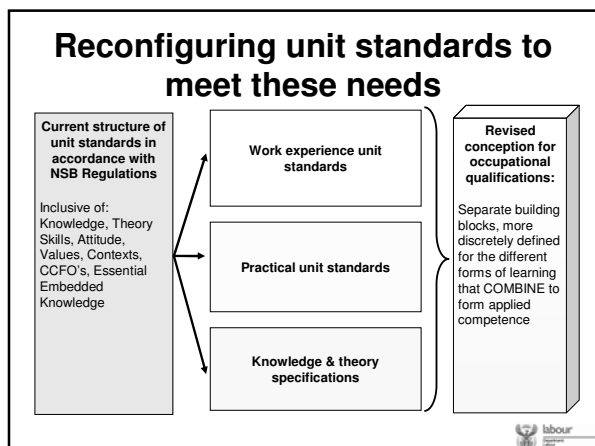 Reconfiguring unit standards to
meet these needs
Current structure of
unit standards in
accordance with
NSB Regulations
Inclusive of:
Knowledge, Theory
Skills, Attitude,
Values, Contexts,
CCFO's, Essential
Embedded
Knowledge
Work experience unit
standards
Practical unit standards
Knowledge & theory
specifications
Revised
conception for
occupational
qualifications:
Separate building
blocks, more
discretely defined
for the different
forms of learning
that COMBINE to
form applied
competence
labour